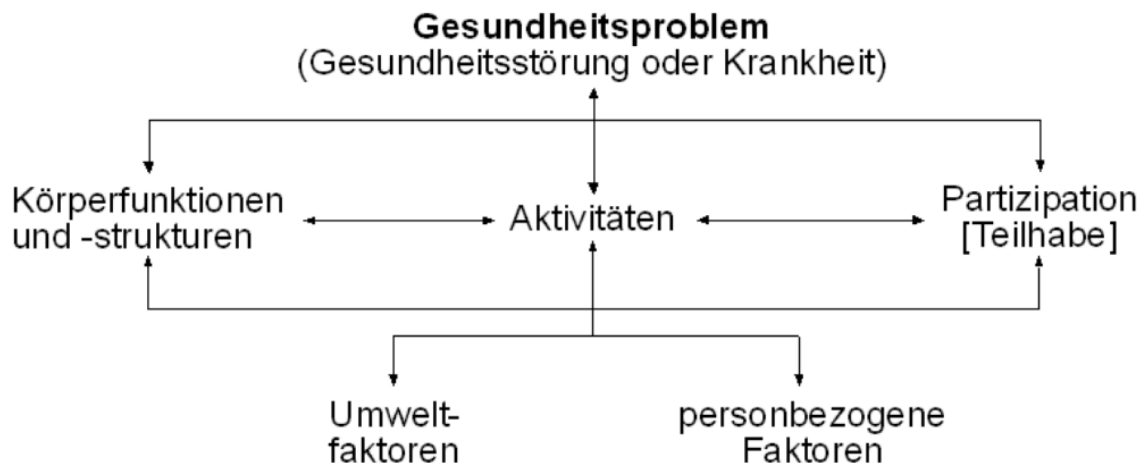 Gesundheitsproblem
(Gesundheitsstörung oder Krankheit)
Körperfunktionen
und -strukturen
Aktivitäten
Partizipation
[Teilhabe]
Umwelt-
faktoren
personbezogene
Faktoren